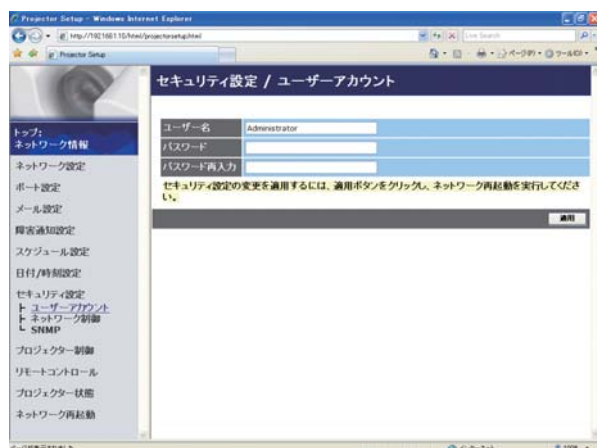 Projector Setup - Windows Internet Explorer
Live Search
Projector Setup
セキュリティ設定 / ユーザーアカウント
トップ:
ネットワーク情報
ネットワーク設定
ポート設定
メール設定
障害通知設定
スケジュール設定
日付/時刻設定
セキュリティ設定
ユーザーアカウント
ネットワーク制御
SNMP
プロジェクター制御
リモートコントロール
プロジェクター状態
ネットワーク再起動
ユーザー名
Administrator
パスワード
パスワード再入力
セキュリティ設定の変更を適用するには、適用ボタンをクリックし、ネットワーク再起動を実行してくださ
い。
適用